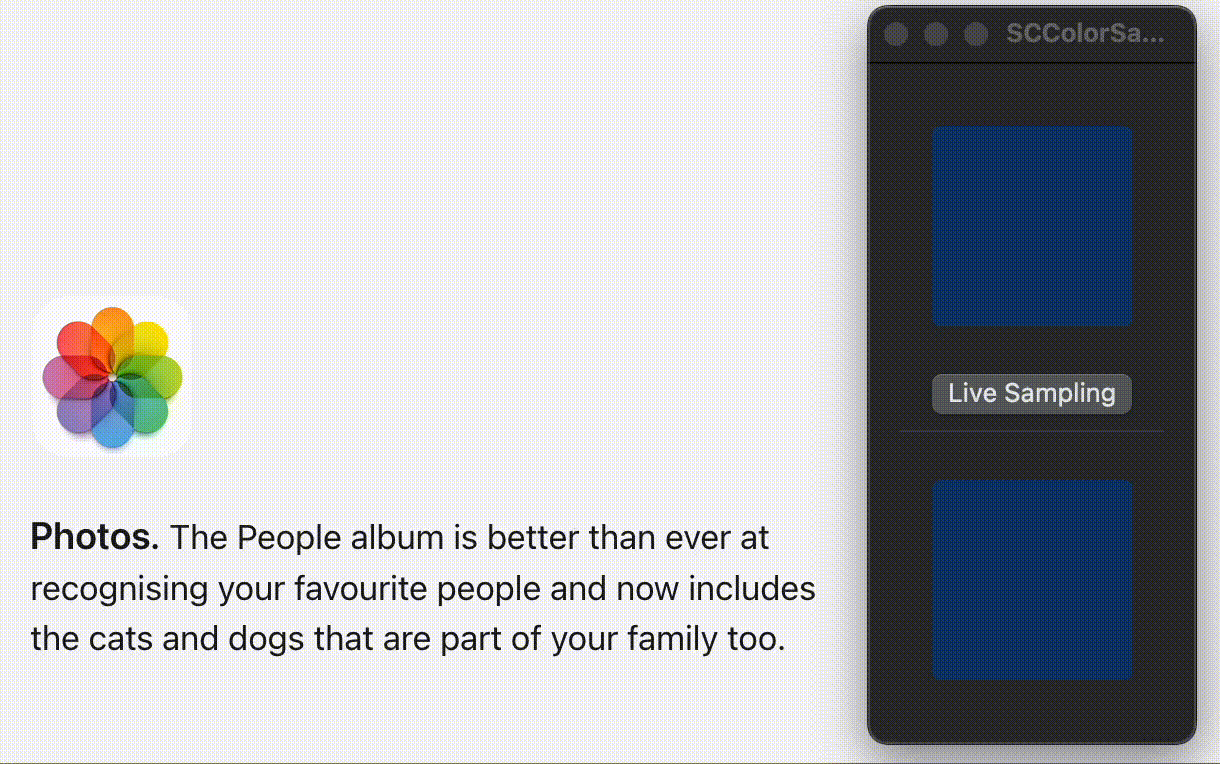 SCColorSa...
Live Sampling
Photos. The People album is better than ever at
recognising your favourite people and now includes
the cats and dogs that are part of your family too.